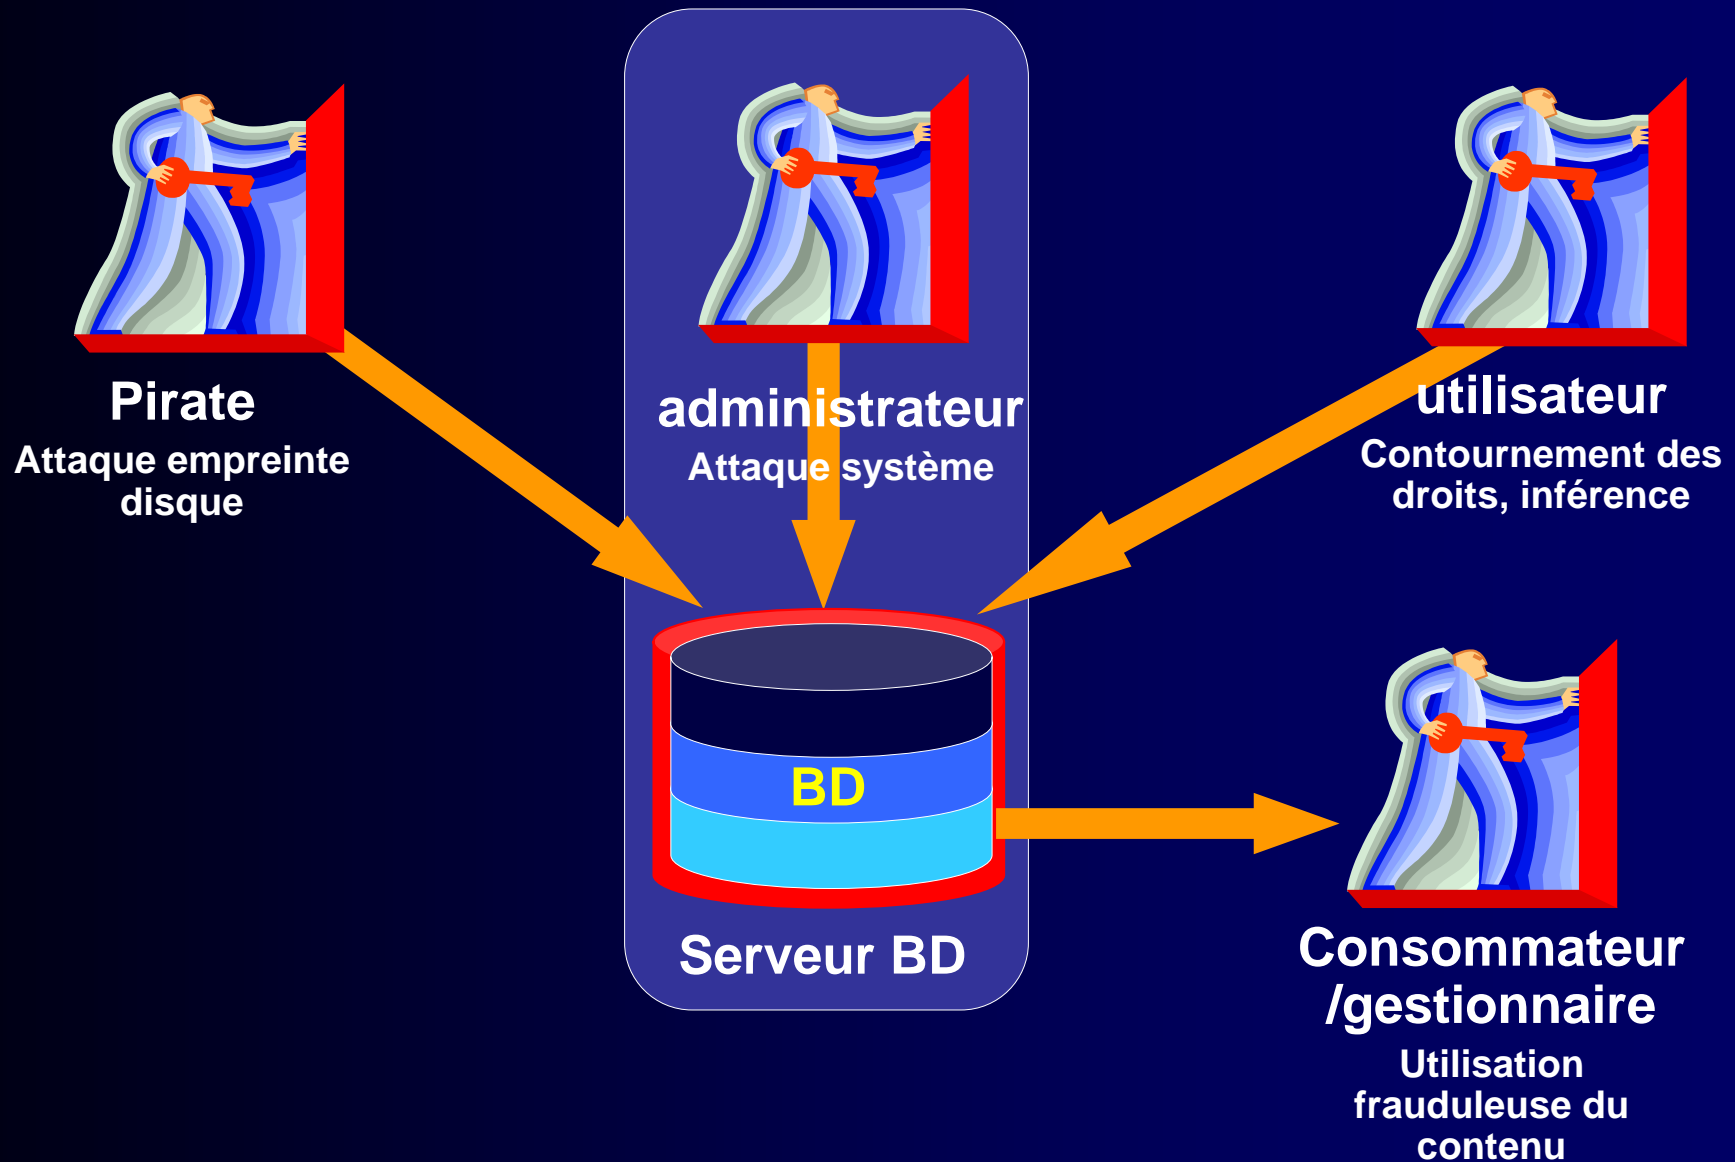 Pirate
Attaque empreinte
disque
administrateur
Attaque système
utilisateur
Contournement des
droits, inférence
BD
Serveur BD
Consommateur
/gestionnaire
Utilisation
frauduleuse du
contenu